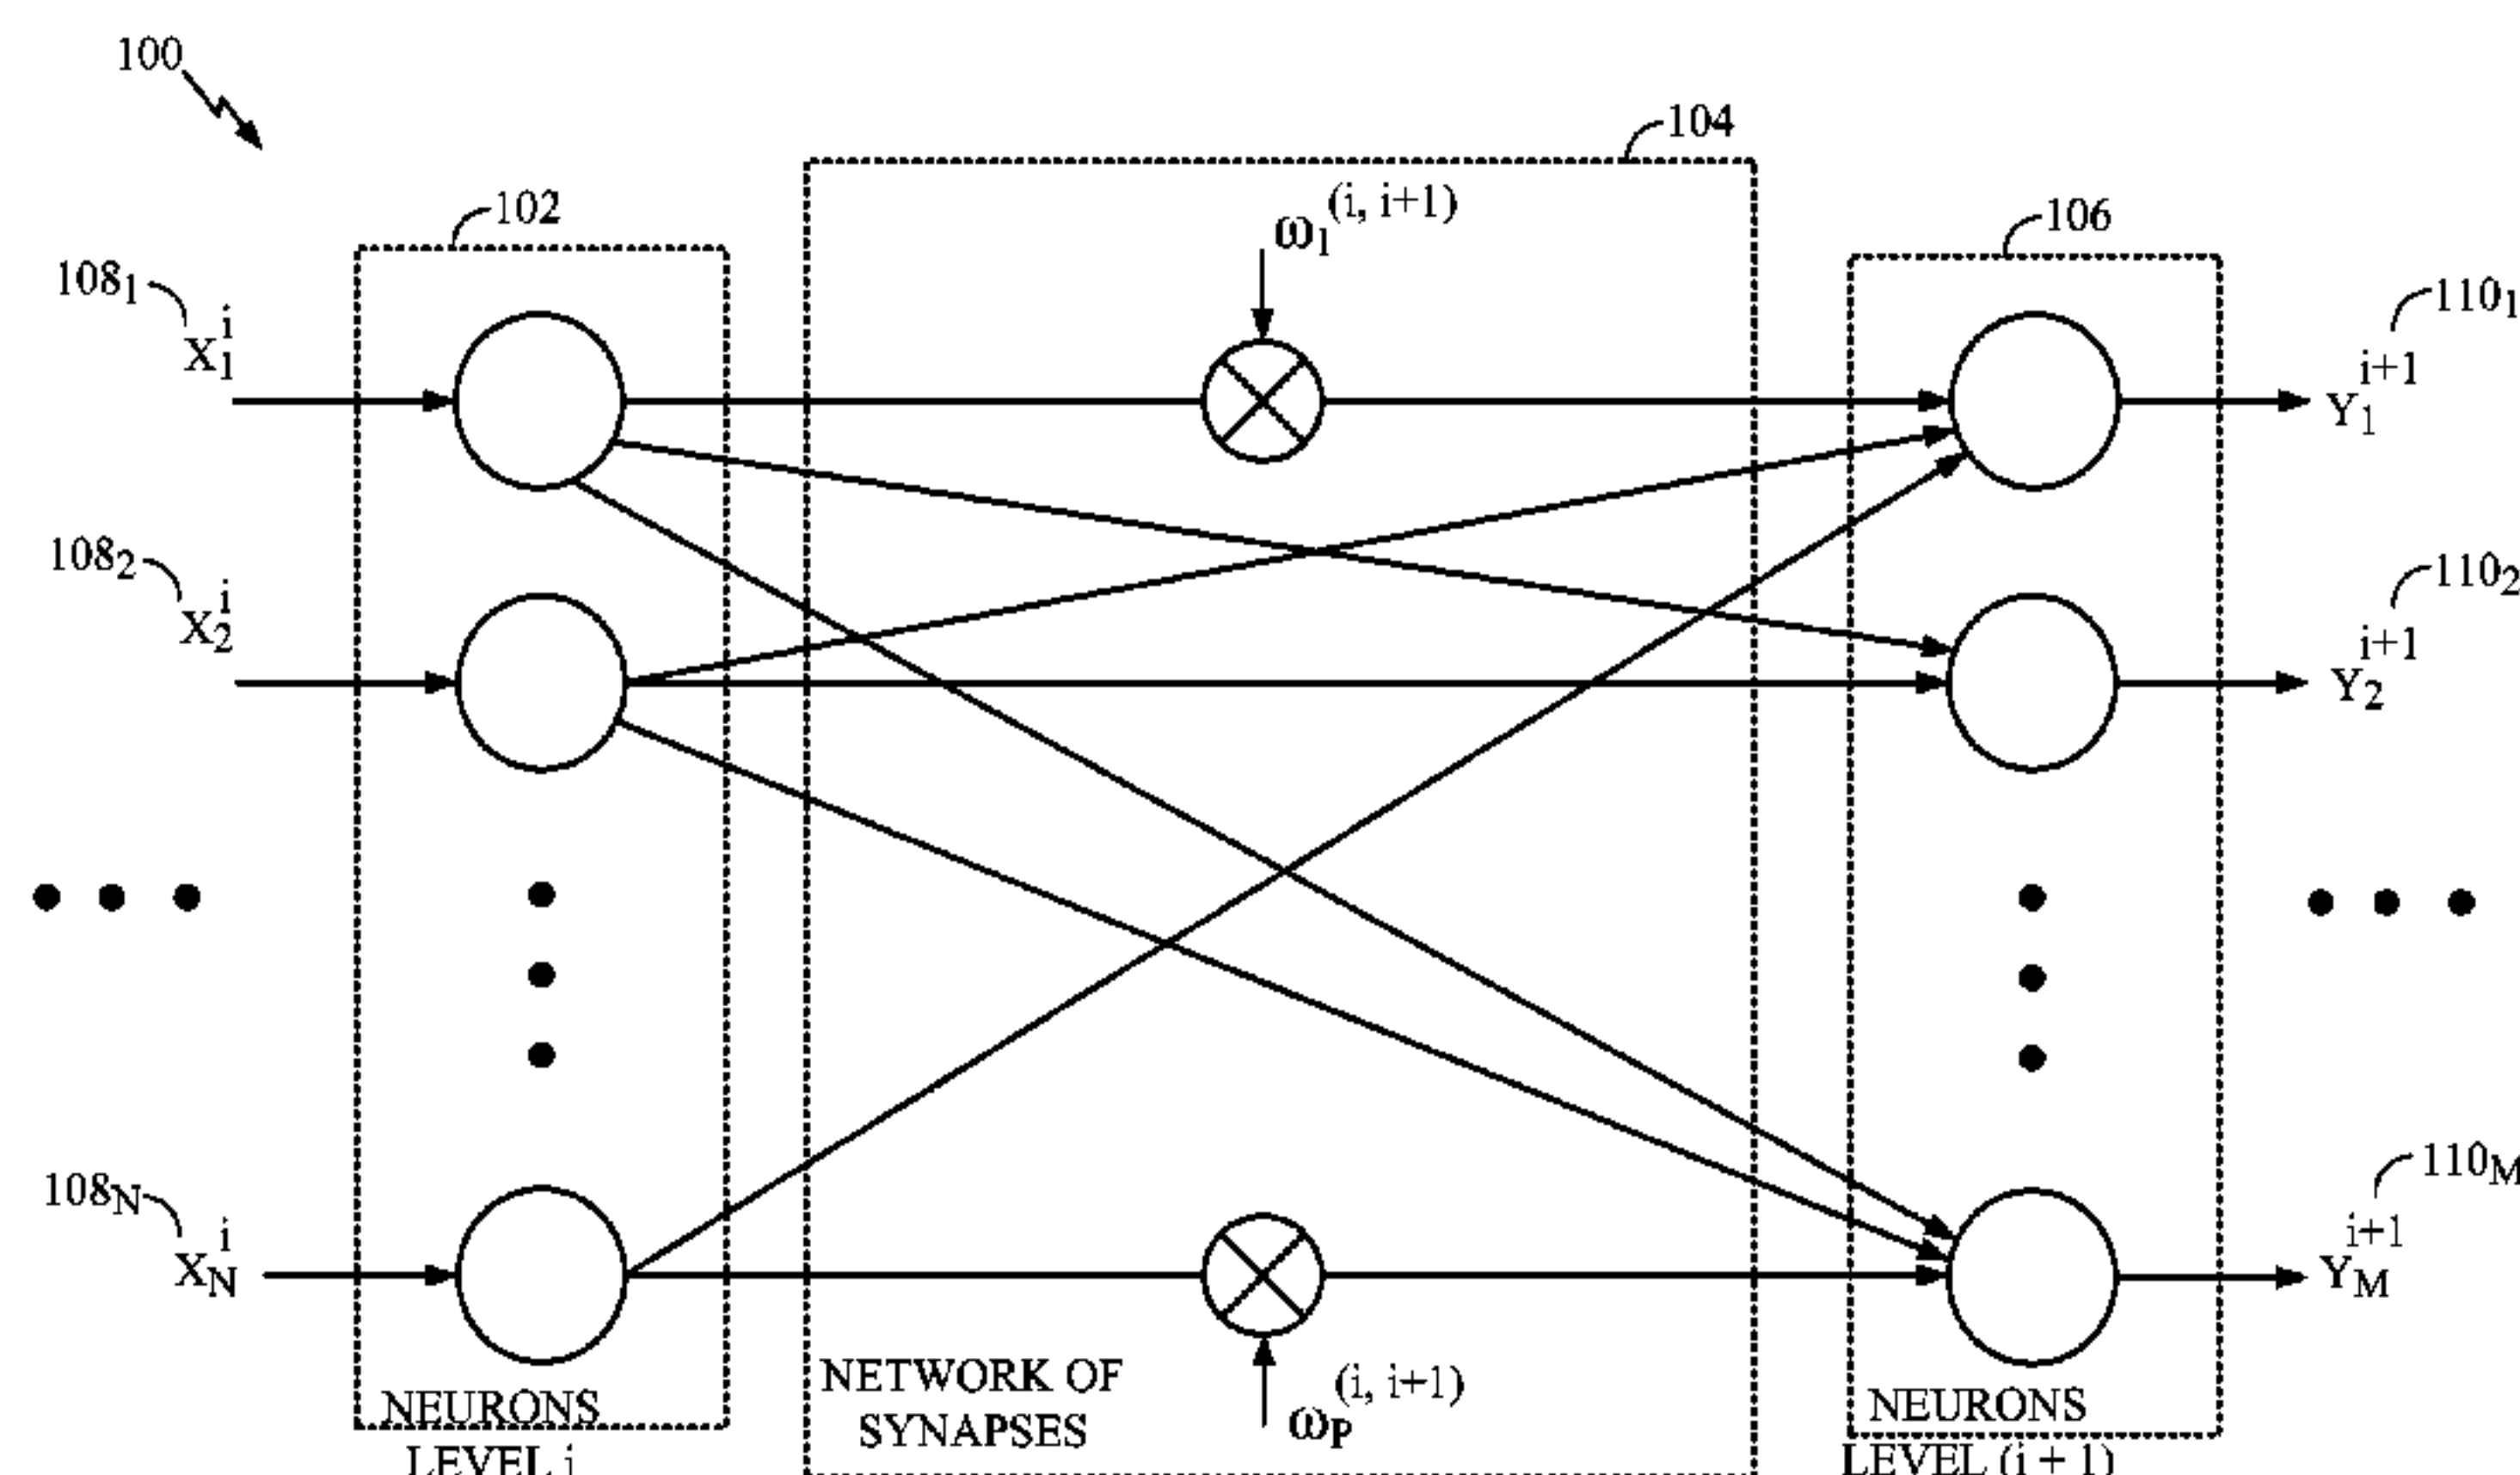 100
104
102
ω1(i, i+1)
106
1081
X1i
1101
Y1i+1
1082
X2i
1102
Y2i+1
108N
XNi
110M
YMi+1
NETWORK OF
SYNAPSES
ωP(i, i+1)
NEURONS
LEVEL i
NEURONS
LEVEL (i + 1)